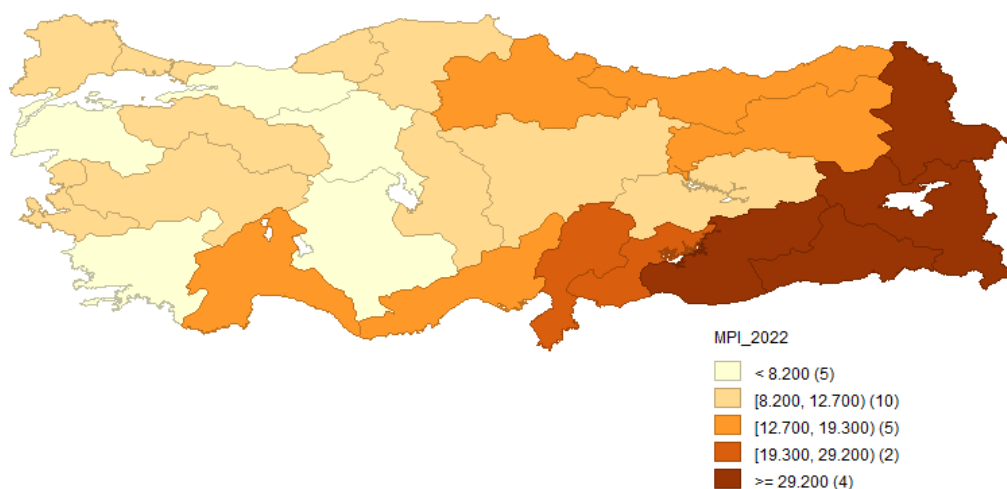 MPI_2022
< 8.200 (5)
[8.200, 12.700) (10)
[12.700, 19.300) (5)
[19.300, 29.200) (2)
>= 29.200 (4)